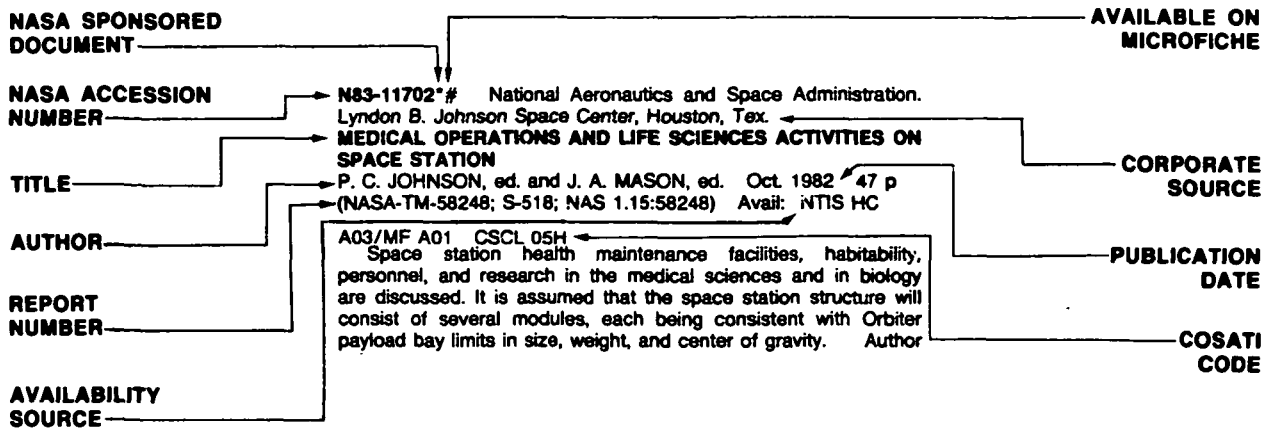 NASA SPONSORED
DOCUMENT
AVAILABLE ON
MICROFICHE
NASA ACCESSION
NUMBER
N83-11702*# National Aeronautics and Space Administration.
Lyndon B. Johnson Space Center, Houston, Tex.
MEDICAL OPERATIONS AND LIFE SCIENCES ACTIVITIES ON
SPACE STATION
TITLE
CORPORATE
SOURCE
P. C. JOHNSON, ed. and J. A. MASON, ed. Oct. 1982 47 p
(NASA-TM-58248; S-518; NAS 1.15:58248) Avail: NTIS HC
AUTHOR
A03/MF A01 CSCL 05H
Space station health maintenance facilities, habitability,
personnel, and research in the medical sciences and in biology
are discussed. It is assumed that the space station structure will
consist of several modules, each being consistent with Orbiter
payload bay limits in size, weight, and center of gravity. Author
PUBLICATION
DATE
REPORT
NUMBER
COSATI
CODE
AVAILABILITY
SOURCE